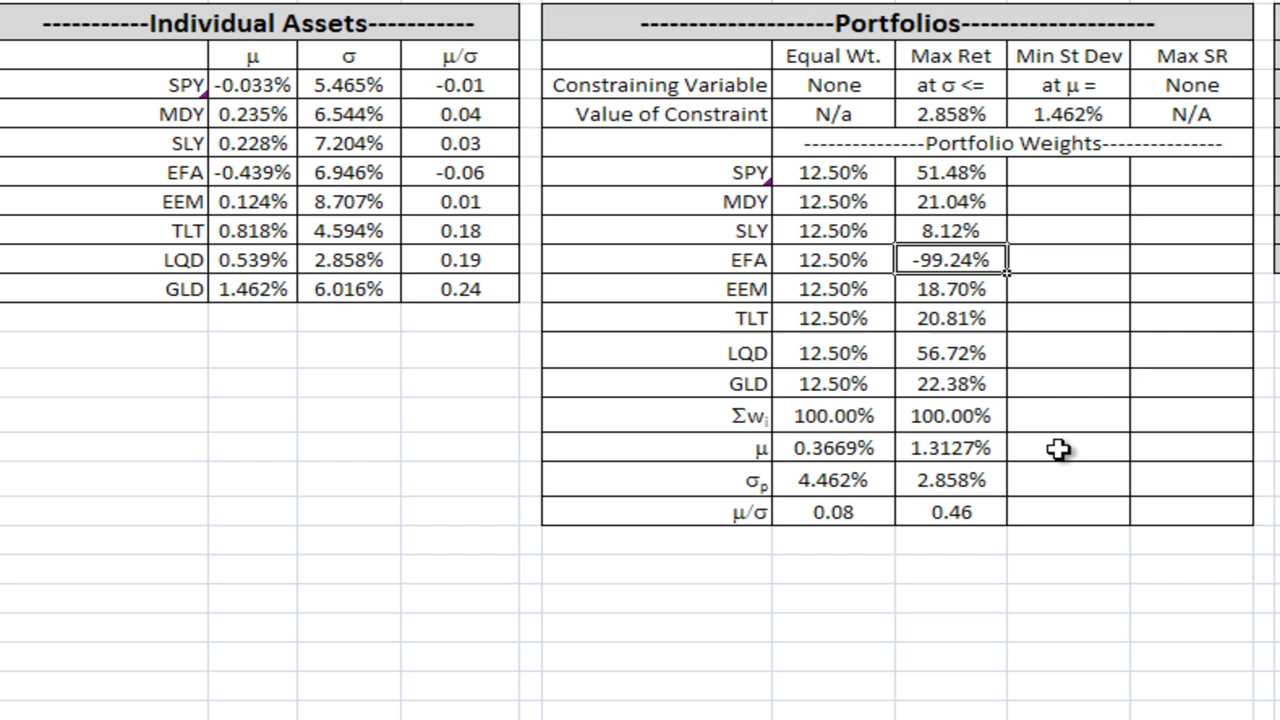 -----------Individual Assets-----------
μ σ μ/σ
SPY -0.033% 5.465% -0.01
MDY 0.235% 6.544% 0.04
SLY 0.228% 7.204% 0.03
EFA -0.439% 6.946% -0.06
EEM 0.124% 8.707% 0.01
TLT 0.818% 4.594% 0.18
LQD 0.539% 2.858% 0.19
GLD 1.462% 6.016% 0.24
--------------------Portfolios--------------------
Equal Wt. Max Ret Min St Dev Max SR
Constraining Variable None at σ <= at μ = None
Value of Constraint N/a 2.858% 1.462% N/A
---------------Portfolio Weights---------------
SPY 12.50% 51.48%
MDY 12.50% 21.04%
SLY 12.50% 8.12%
EFA 12.50% -99.24%
EEM 12.50% 18.70%
TLT 12.50% 20.81%
LQD 12.50% 56.72%
GLD 12.50% 22.38%
Σwi 100.00% 100.00%
μ 0.3669% 1.3127%
σp 4.462% 2.858%
μ/σ 0.08 0.46